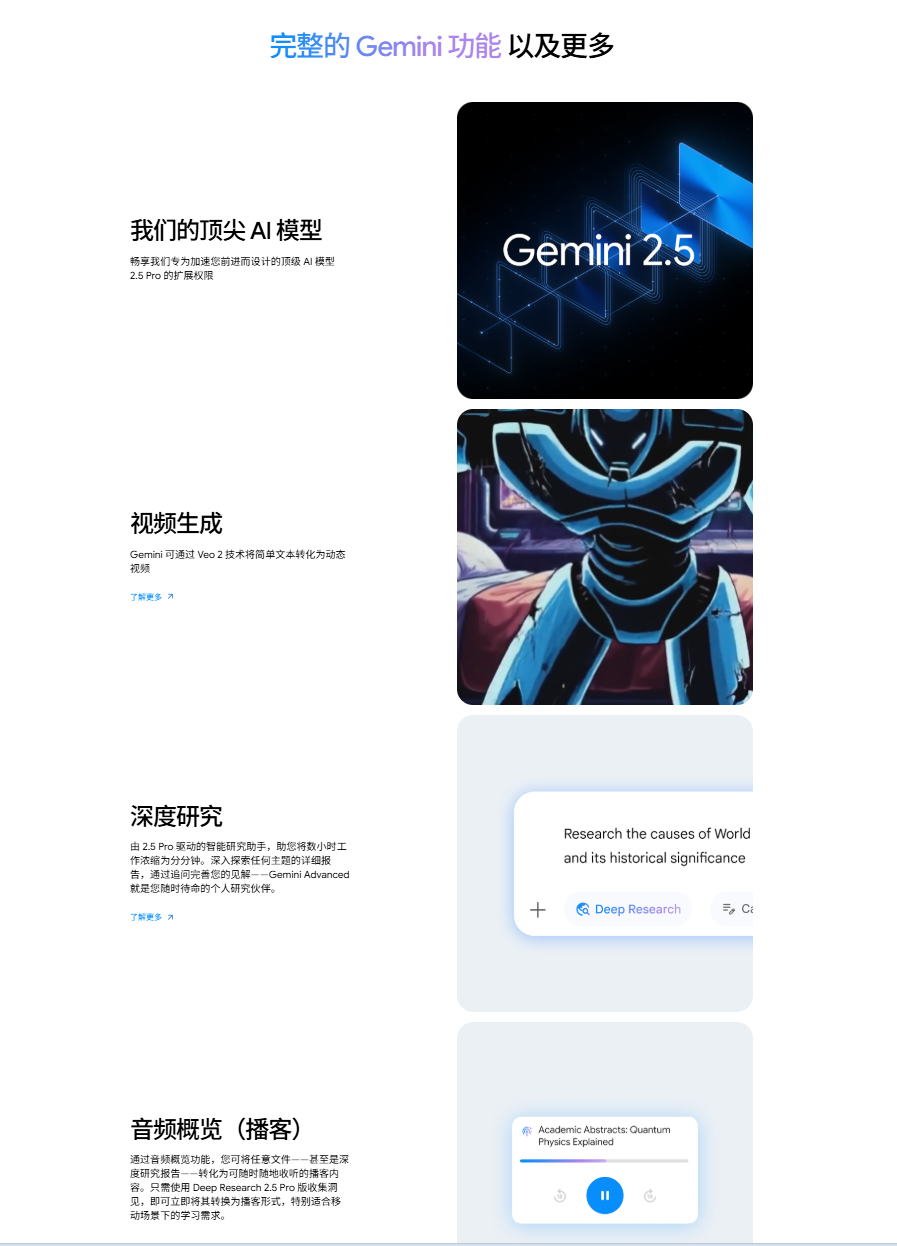 完整的 Gemini 功能 以及更多
我们的顶尖 AI 模型
畅享我们专为加速您前进而设计的顶级 AI 模型
2.5 Pro 的扩展权限
Gemini 2.5
视频生成
Gemini 可通过 Veo 2 技术将简单文本转化为动态
视频
了解更多
深度研究
由 2.5 Pro 驱动的智能研究助手，助您将数小时工
作浓缩为分分钟。深入探索任何主题的详细报
告，通过追问完善您的见解——Gemini Advanced
就是您随时待命的个人研究伙伴。
了解更多
Research the causes of World
and its historical significance
Deep Research
Ca
音频概览（播客）
通过音频概览功能，您可将任意文件——甚至是深
度研究报告——转化为可随时随地收听的播客内
容。只需使用 Deep Research 2.5 Pro 版收集洞
见，即可立即将其转换为播客形式，特别适合移
动场景下的学习需求。
Academic Abstracts: Quantum
Physics Explained